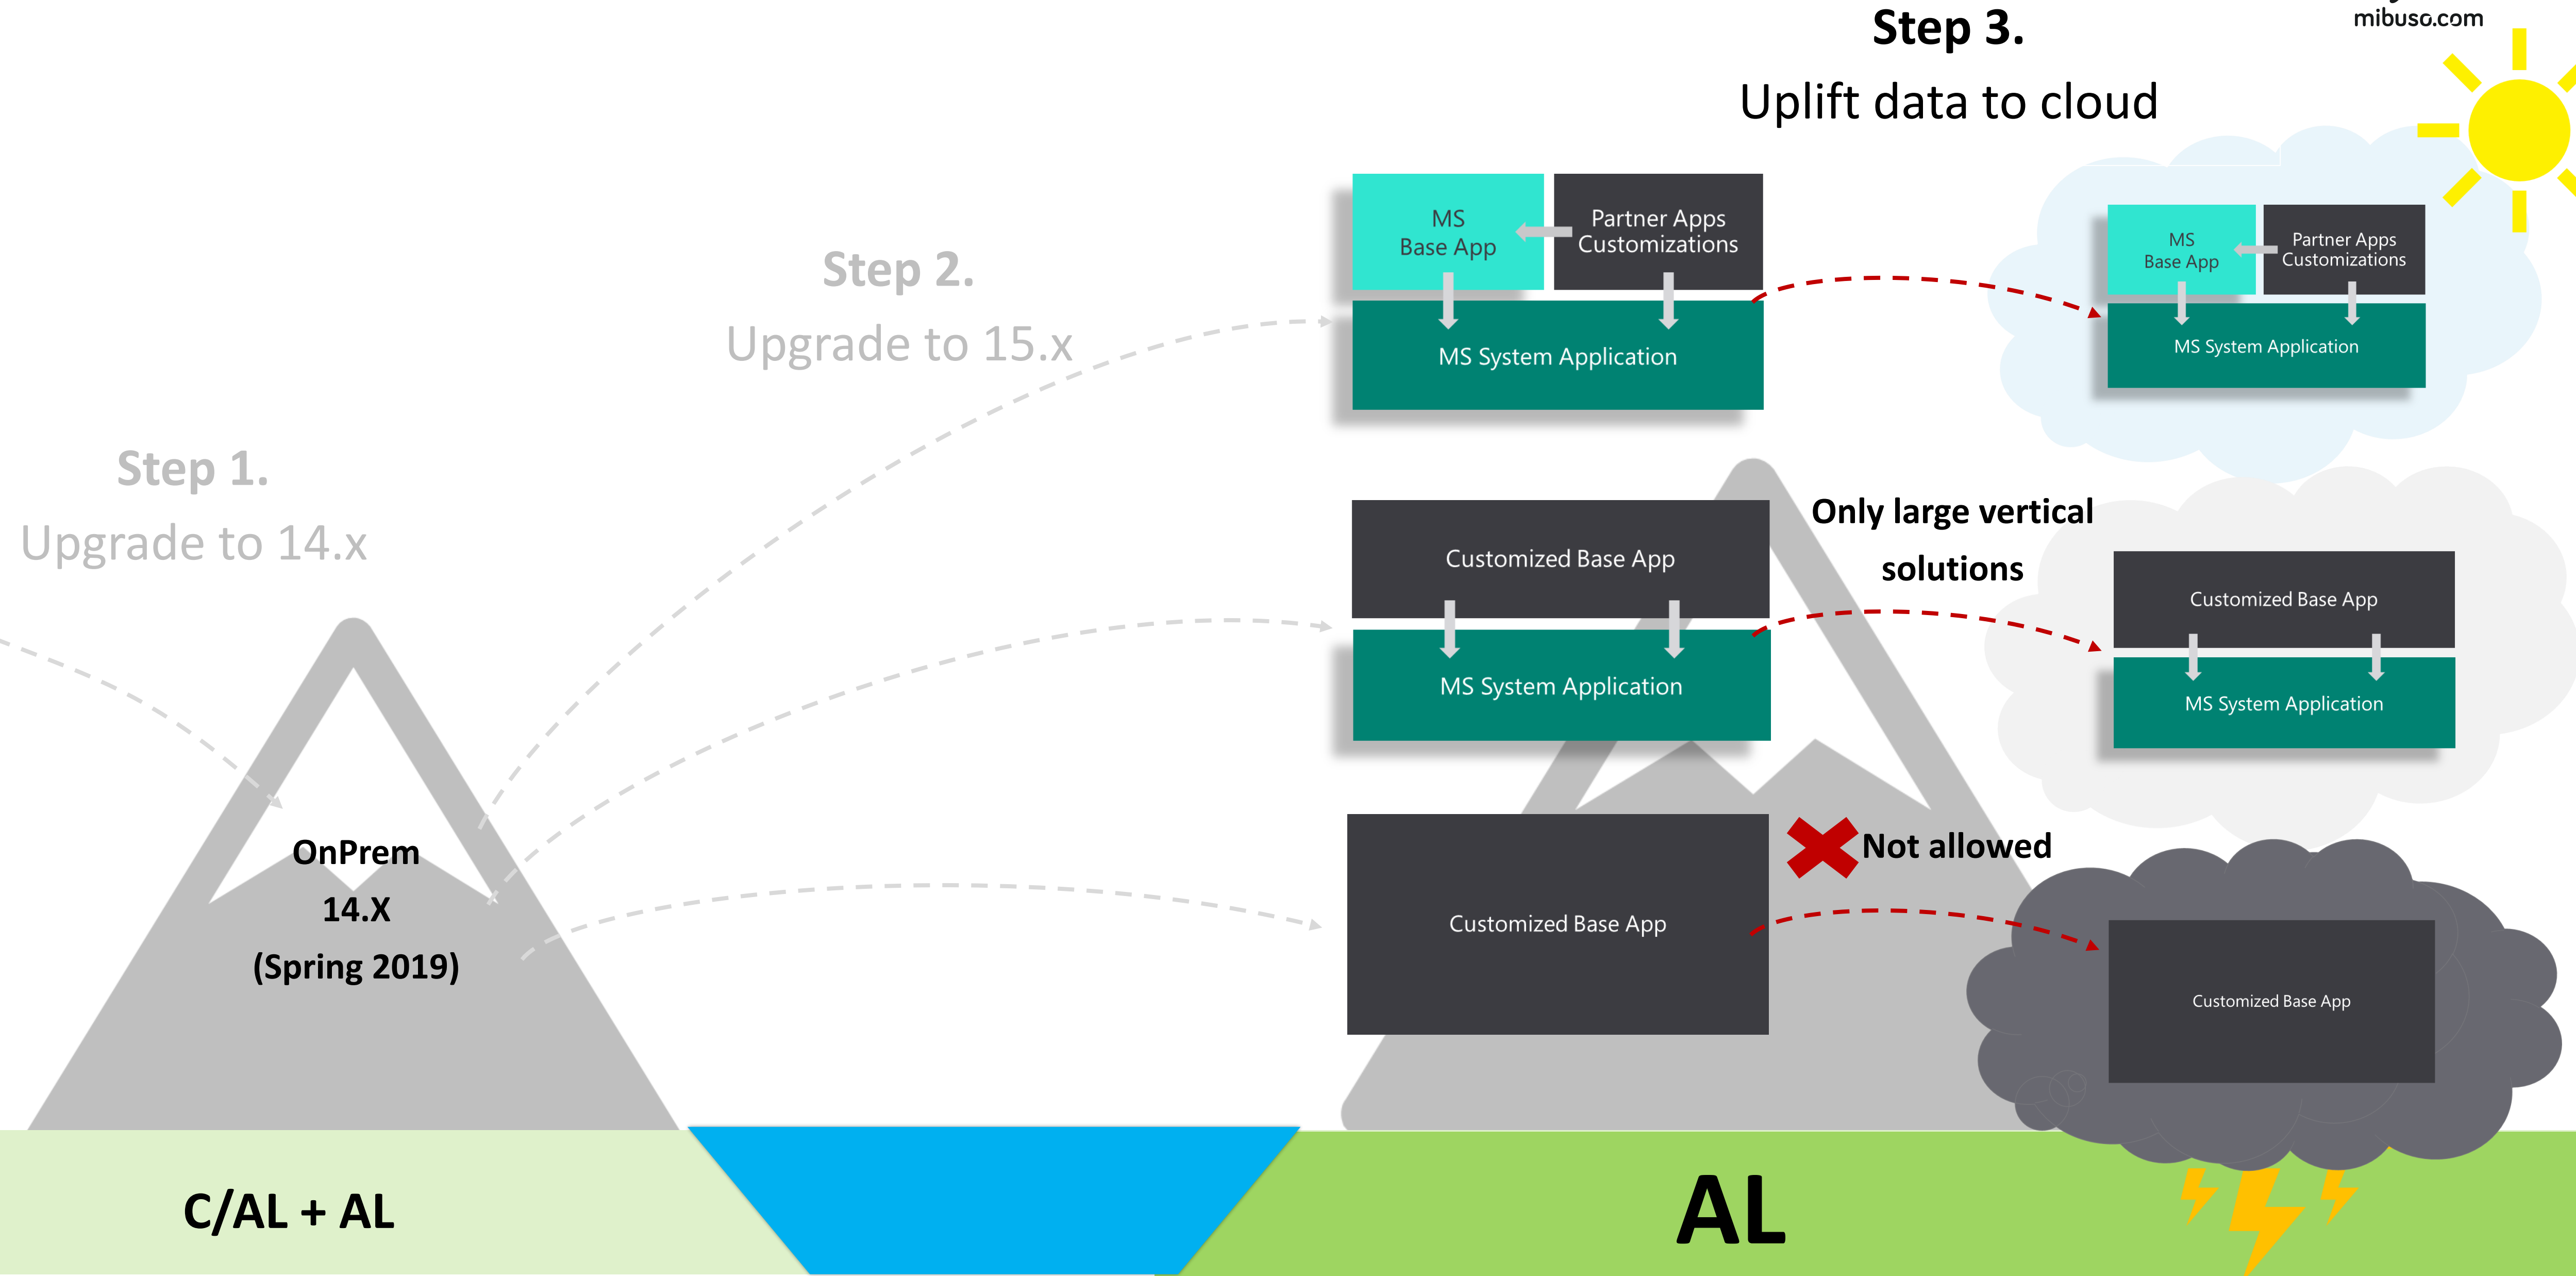 mibuso.com
Step 3.
Uplift data to cloud
Step 2.
Upgrade to 15.x
Step 1.
Upgrade to 14.x
MS
Base App
Partner Apps
Customizations
MS System Application
MS
Base App
Partner Apps
Customizations
MS System Application
Only large vertical
solutions
Customized Base App
MS System Application
Customized Base App
MS System Application
Not allowed
Customized Base App
Customized Base App
OnPrem
14.X
(Spring 2019)
C/AL + AL
AL